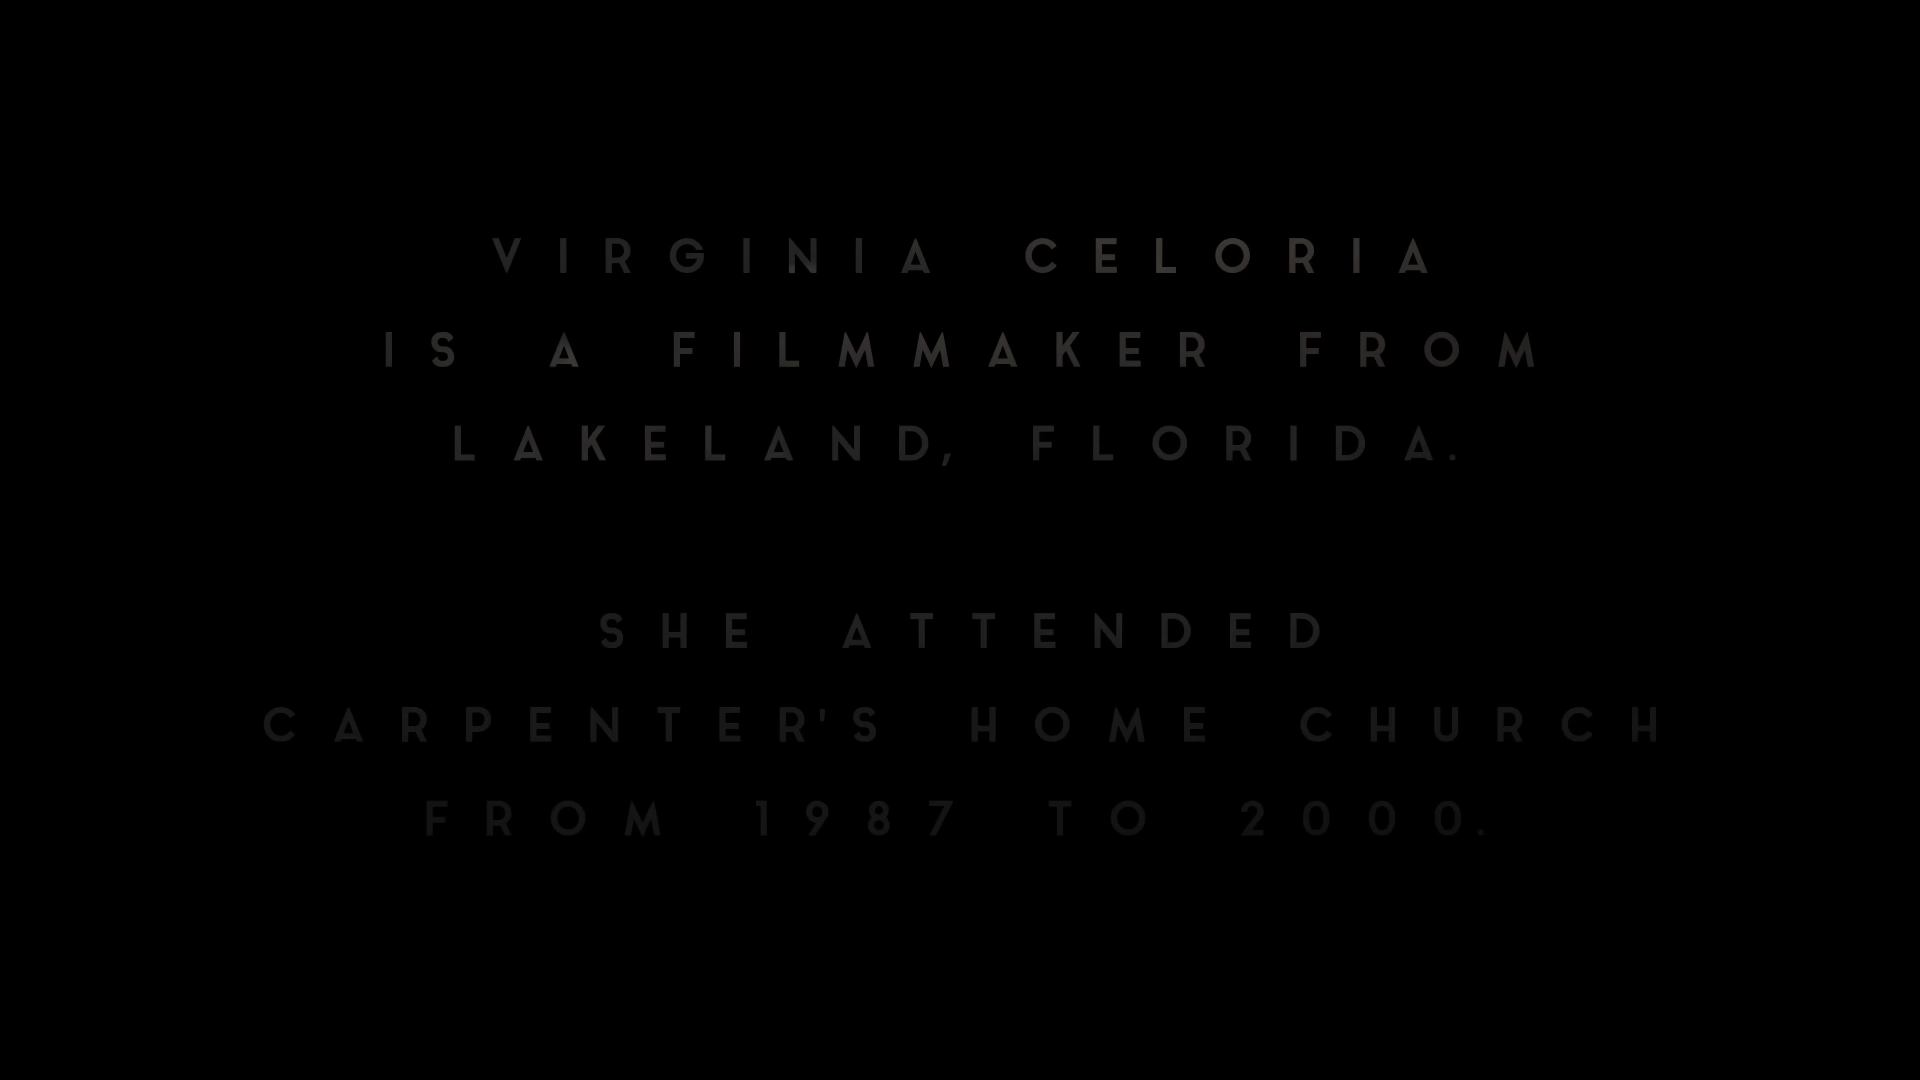 VIRGINIA CELORIA
IS A FILMMAKER FROM
LAKELAND, FLORIDA.
SHE ATTENDED
CARPENTER'S HOME CHURCH
FROM 1987 TO 2000.